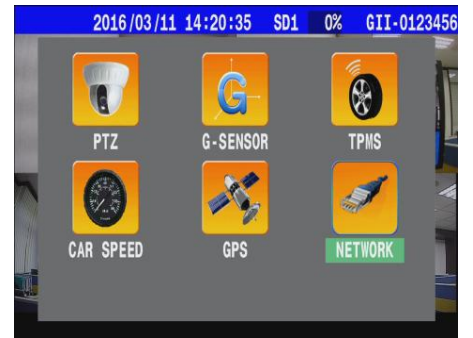 2016/03/11 14:20:35 SD1 0% GII-0123456
G
PTZ G-SENSOR TPMS
CAR SPEED GPS NETWORK